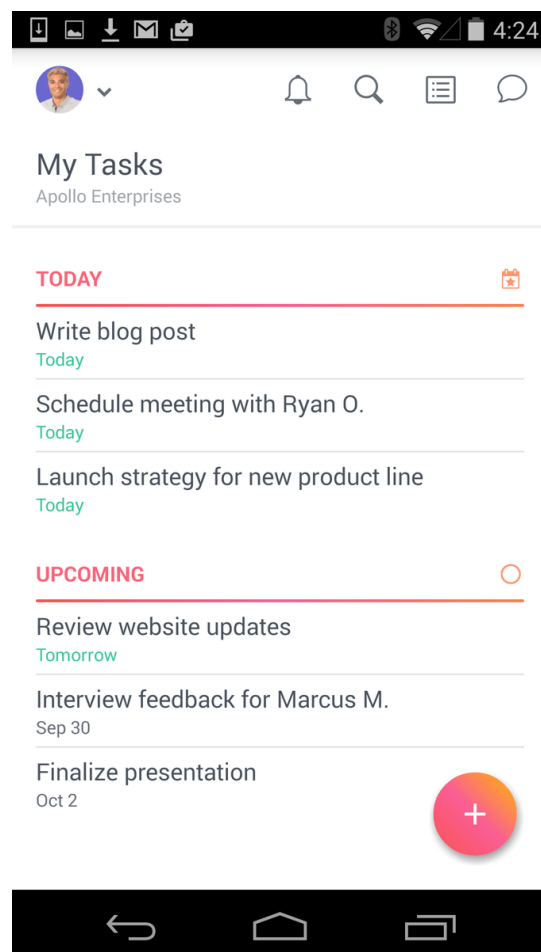 4:24
My Tasks
Apollo Enterprises
TODAY
Write blog post
Today
Schedule meeting with Ryan O.
Today
Launch strategy for new product line
Today
UPCOMING
Review website updates
Tomorrow
Interview feedback for Marcus M.
Sep 30
Finalize presentation
Oct 2
+